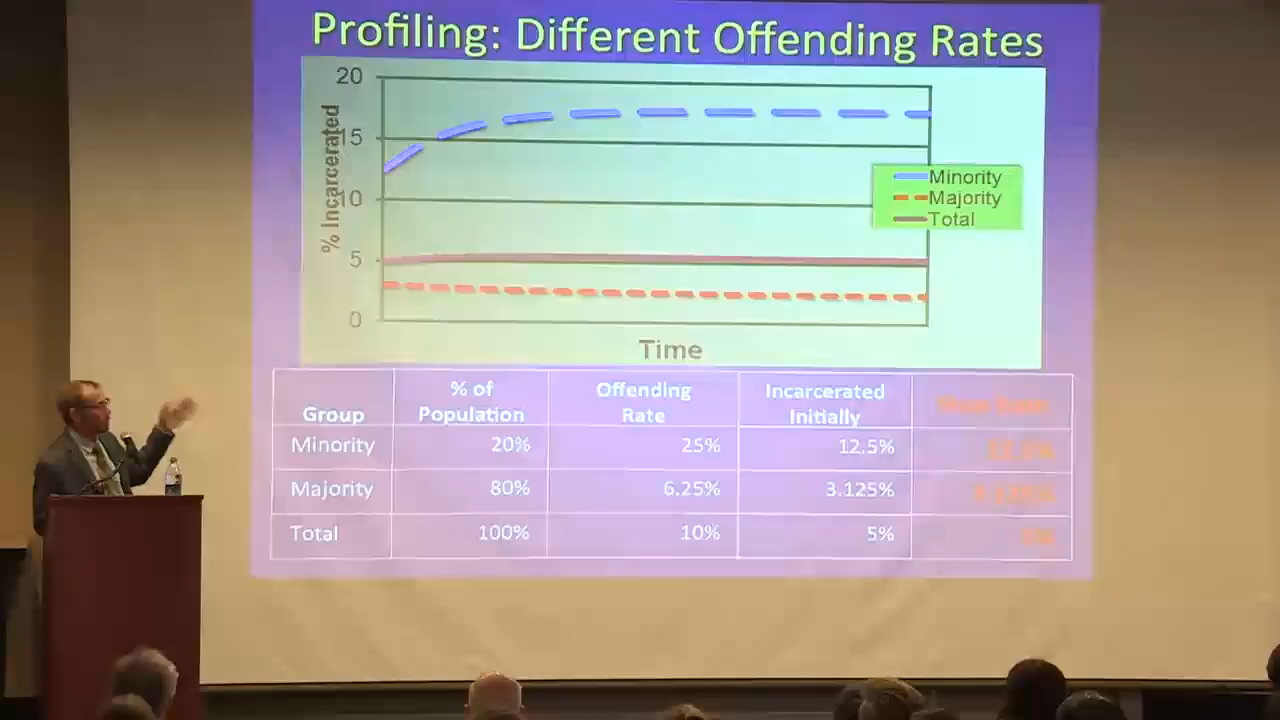 Profiling: Different Offending Rates
20
15
10
5
0
% Incarcerated
Minority
Majority
Total
Time
Group
% of
Population
Offending
Rate
Incarcerated
Initially
Minority 20% 25% 12.5%
Majority 80% 6.25% 3.125%
Total 100% 10% 5%